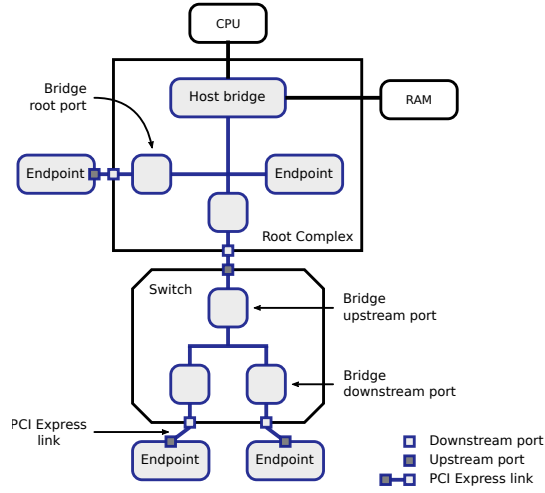 CPU
Bridge
root port
Host bridge
RAM
Endpoint
Endpoint
Root Complex
Switch
Bridge
upstream port
Bridge
downstream port
PCI Express
link
Endpoint
Endpoint
Downstream port
Upstream port
PCI Express link